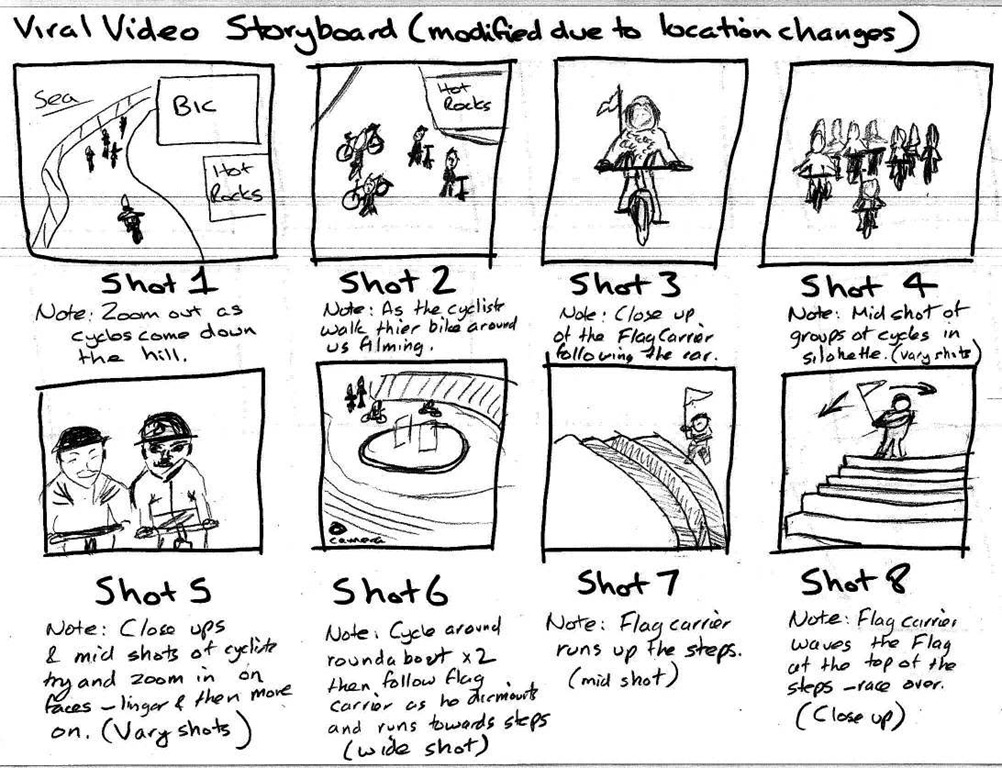 Viral Video Storyboard (modified due to location changes)
Sea
BIC
Hot
Rocks
Hot
Rocks
Shot 1
Note: Zoom out as
cycles come down
the hill.
Shot 2
Note: As the cyclists
walk thier bike around
us filming.
Shot 3
Note: Close up
of the Flag Carrier
following the car.
Shot 4
Note: Mid shot of
groups of cycles in
silohette. (vary shots)
camera
Shot 5
Note: Close ups
& mid shots of cyclists
try and zoom in on
faces - linger & then move
on. (Vary shots)
Shot 6
Note: Cycle around
roundabout x2
then follow flag
carrier as he dismounts
and runs towards steps
(wide shot)
Shot 7
Note: Flag carrier
runs up the steps.
(mid shot)
Shot 8
Note: Flag carrier
waves the Flag
at the top of the
steps - race over.
(Close up)